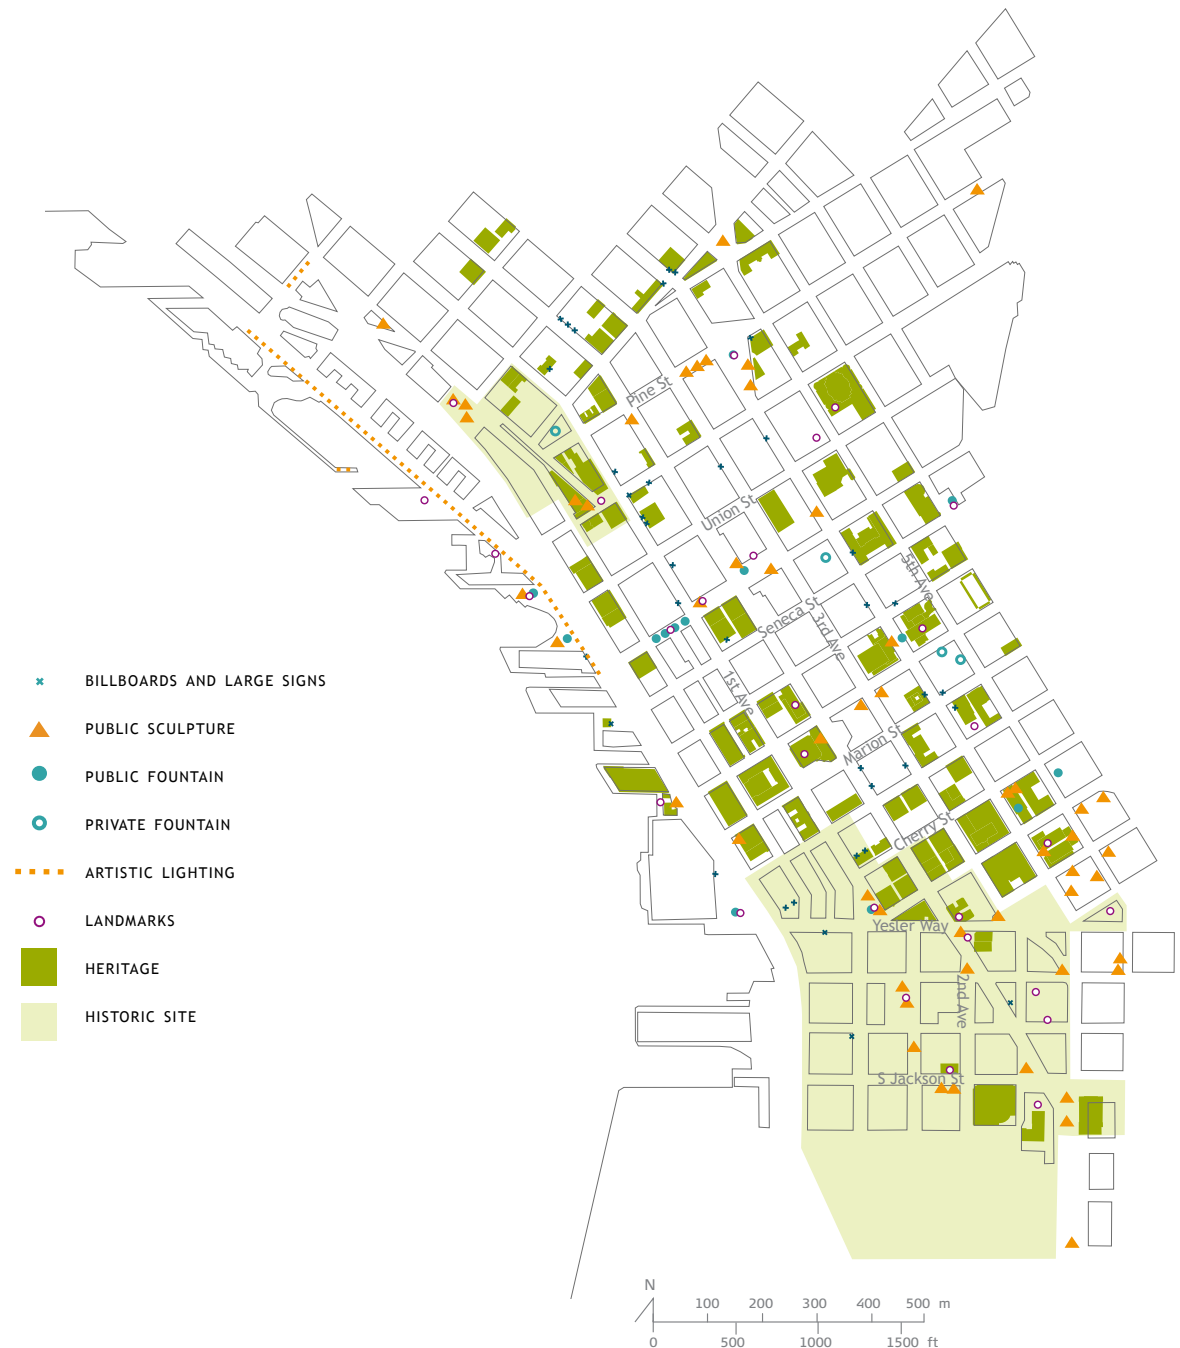 Pine St
Union St
5th Ave
Seneca St
3rd Ave
1st Ave
Marion St
Cherry St
Yesler Way
2nd Ave
S Jackson St
BILLBOARDS AND LARGE SIGNS
PUBLIC SCULPTURE
PUBLIC FOUNTAIN
PRIVATE FOUNTAIN
ARTISTIC LIGHTING
LANDMARKS
HERITAGE
HISTORIC SITE
N
100 200 300 400 500 m
0 500 1000 1500 ft